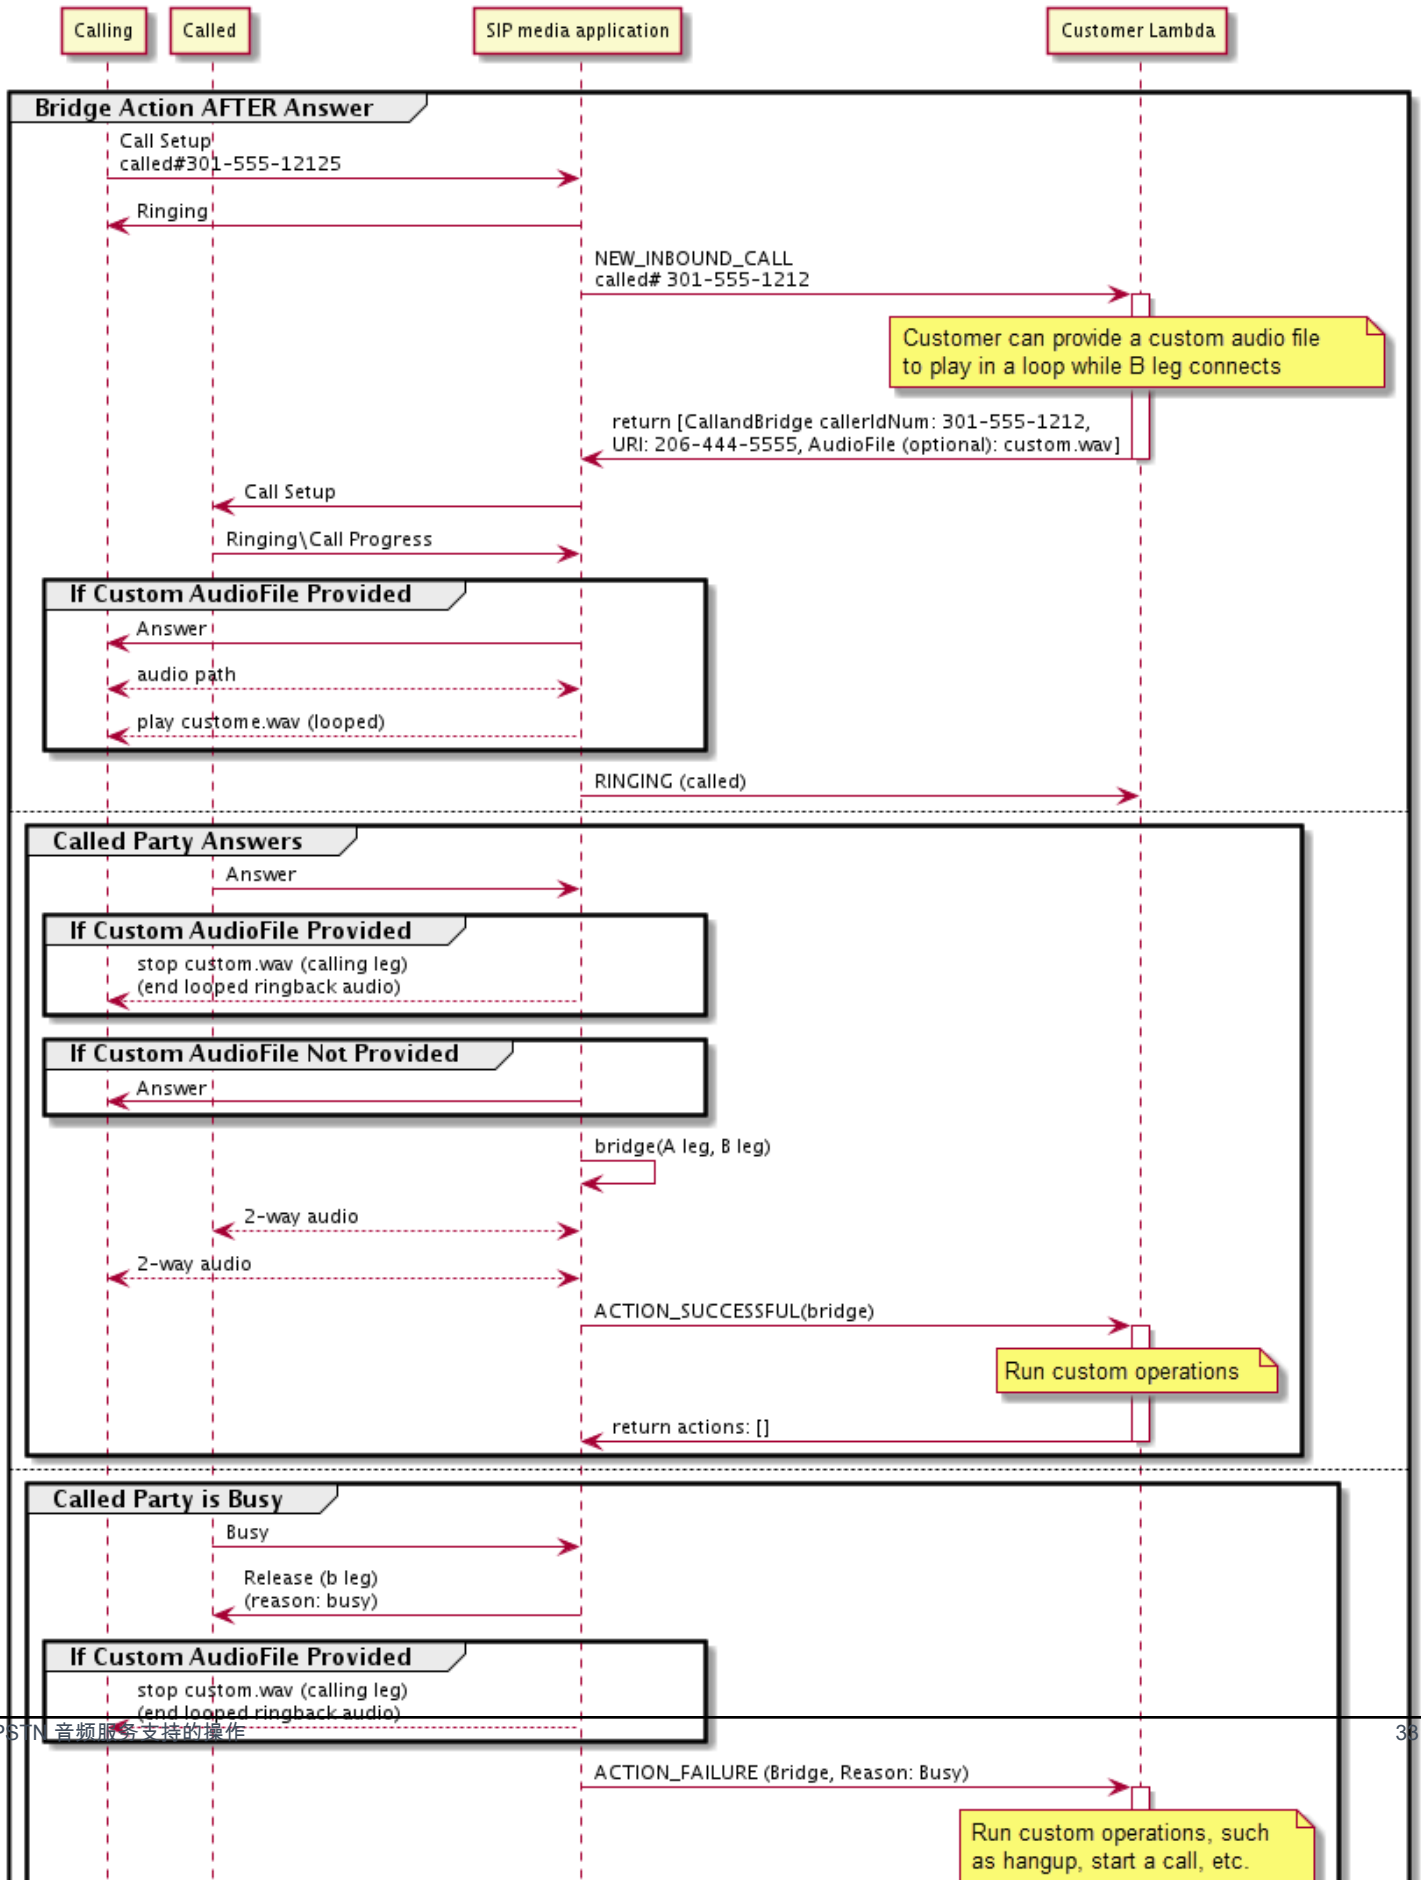 Calling
Called
SIP media application
Customer Lambda
Bridge Action AFTER Answer
Call Setup
called#301-555-12125
Ringing
NEW_INBOUND_CALL
called# 301-555-1212
Customer can provide a custom audio file
to play in a loop while B leg connects
return [CallandBridge callerIdNum: 301-555-1212,
URI: 206-444-5555, AudioFile (optional): custom.wav]
Call Setup
Ringing\Call Progress
If Custom AudioFile Provided
Answer
audio path
play custome.wav (looped)
RINGING (called)
Called Party Answers
Answer
If Custom AudioFile Provided
stop custom.wav (calling leg)
(end looped ringback audio)
If Custom AudioFile Not Provided
Answer
bridge(A leg, B leg)
2-way audio
2-way audio
ACTION_SUCCESSFUL(bridge)
Run custom operations
return actions: []
Called Party is Busy
Busy
Release (b leg)
(reason: busy)
If Custom AudioFile Provided
stop custom.wav (calling leg)
(end looped ringback audio)
PSTN 音频服务支持的操作
ACTION_FAILURE (Bridge, Reason: Busy)
Run custom operations, such
as hangup, start a call, etc.